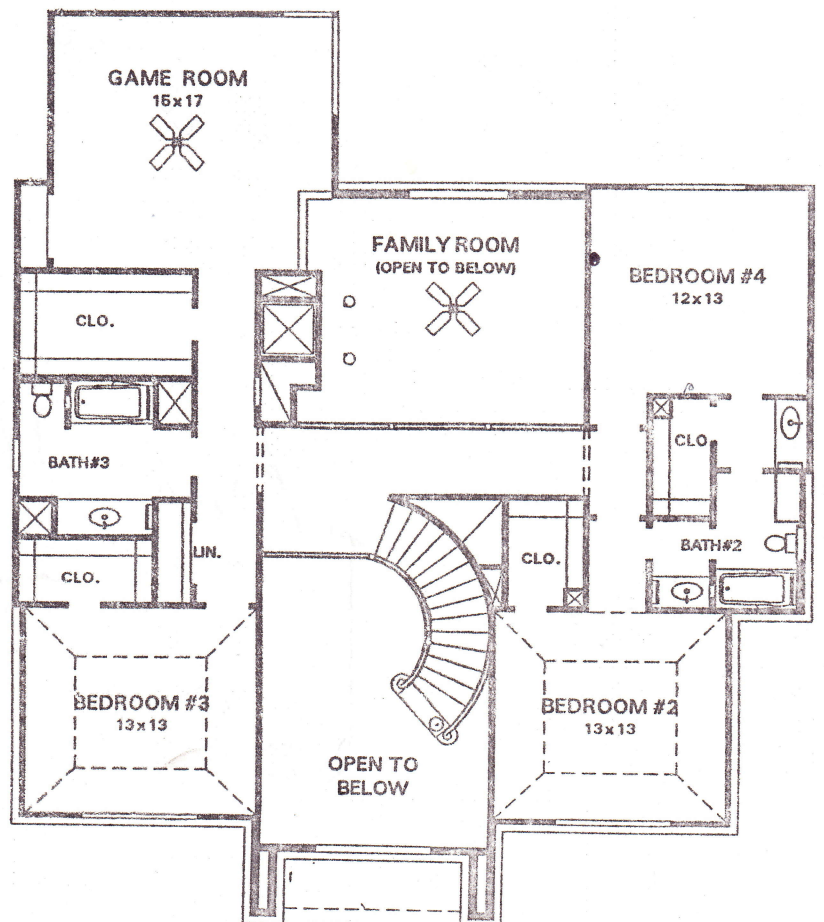 GAME ROOM
15x17
FAMILY ROOM
(OPEN TO BELOW)
BEDROOM #4
12x13
CLO.
CLO
BATH#3
LIN.
CLO.
CLO.
BATH#2
BEDROOM #3
13x13
BEDROOM #2
13x13
OPEN TO
BELOW